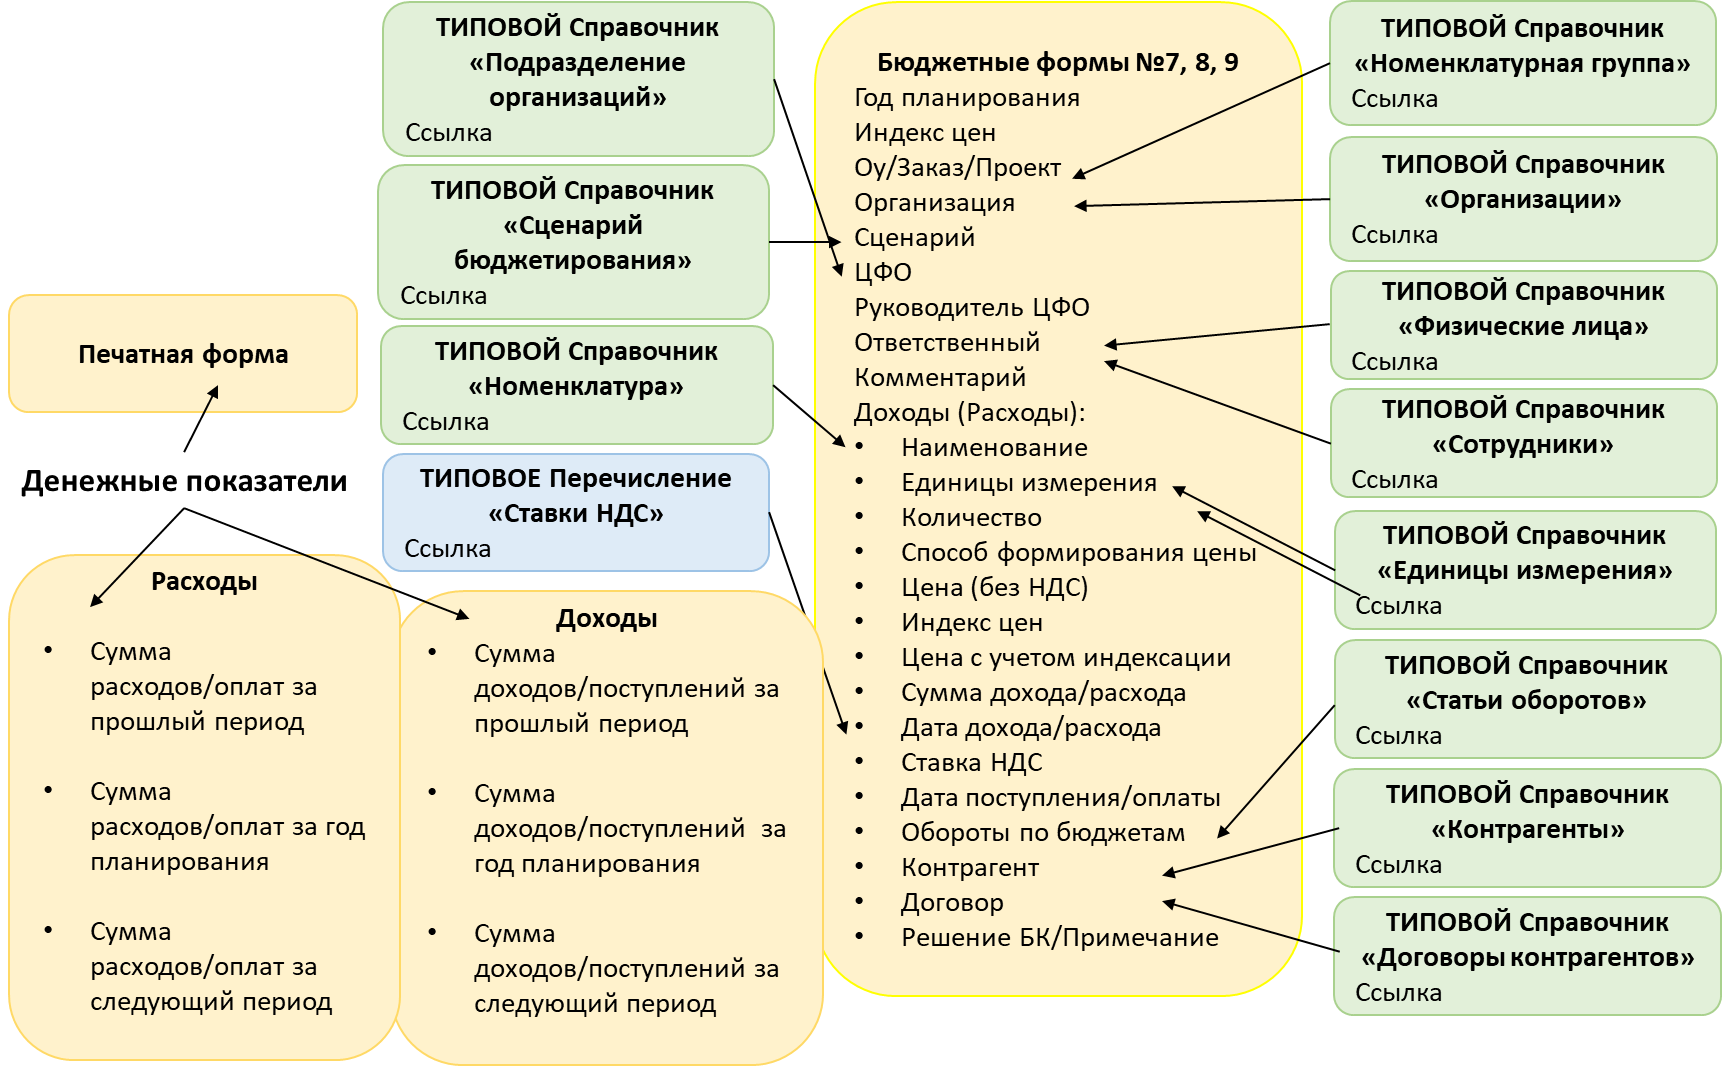 ТИПОВОЙ Справочник
«Подразделение
организаций»
Ссылка
ТИПОВОЙ Справочник
«Сценарий
бюджетирования»
Ссылка
ТИПОВОЙ Справочник
«Номенклатура»
Ссылка
ТИПОВОЕ Перечисление
«Ставки НДС»
Ссылка
Печатная форма
Денежные показатели
Расходы
• Сумма
расходов/оплат за
прошлый период
• Сумма
расходов/оплат за год
планирования
• Сумма
расходов/оплат за
следующий период
Доходы
• Сумма
доходов/поступлений за
прошлый период
• Сумма
доходов/поступлений за
год планирования
• Сумма
доходов/поступлений за
следующий период
Бюджетные формы №7, 8, 9
Год планирования
Индекс цен
Оу/Заказ/Проект
Организация
Сценарий
ЦФО
Руководитель ЦФО
Ответственный
Комментарий
Доходы (Расходы):
• Наименование
• Единицы измерения
• Количество
• Способ формирования цены
• Цена (без НДС)
• Индекс цен
• Цена с учетом индексации
• Сумма дохода/расхода
• Дата дохода/расхода
• Ставка НДС
• Дата поступления/оплаты
• Обороты по бюджетам
• Контрагент
• Договор
• Решение БК/Примечание
ТИПОВОЙ Справочник
«Номенклатурная группа»
Ссылка
ТИПОВОЙ Справочник
«Организации»
Ссылка
ТИПОВОЙ Справочник
«Физические лица»
Ссылка
ТИПОВОЙ Справочник
«Сотрудники»
Ссылка
ТИПОВОЙ Справочник
«Единицы измерения»
Ссылка
ТИПОВОЙ Справочник
«Статьи оборотов»
Ссылка
ТИПОВОЙ Справочник
«Контрагенты»
Ссылка
ТИПОВОЙ Справочник
«Договоры контрагентов»
Ссылка